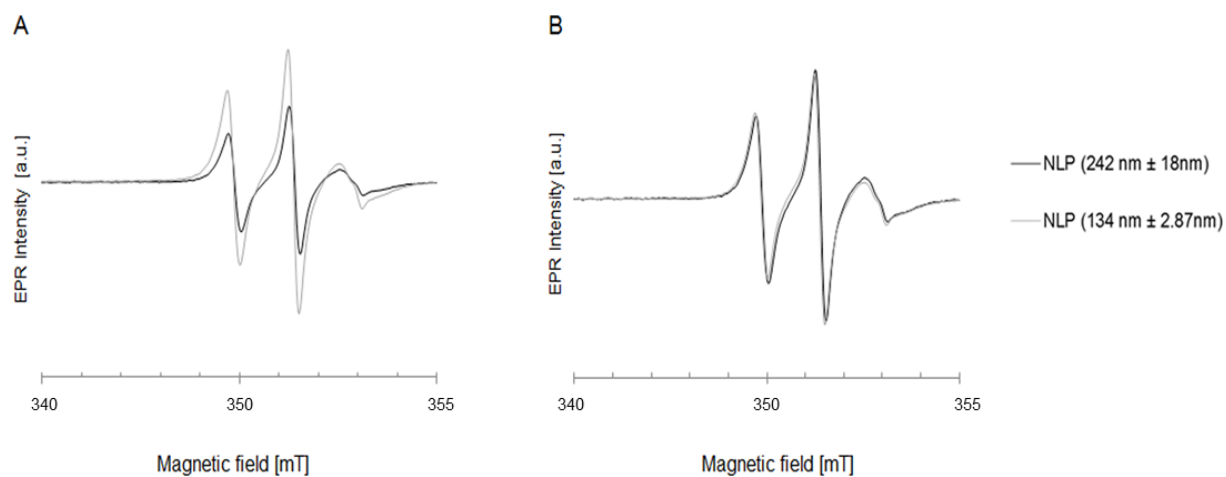 A
EPR Intensity [a.u.]
340
350
355
Magnetic field [mT]
B
EPR Intensity [a.u.]
340
350
355
Magnetic field [mT]
NLP (242 nm ± 18nm)
NLP (134 nm ± 2.87nm)